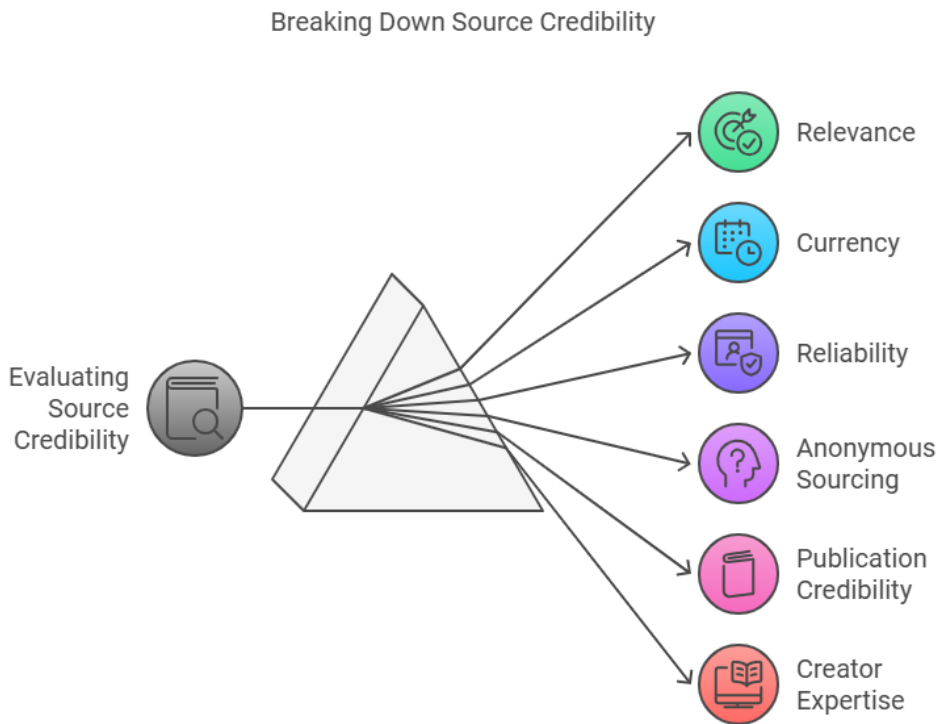 Breaking Down Source Credibility
Relevance
Currency
Reliability
Evaluating
Source
Credibility
Anonymous
Sourcing
Publication
Credibility
Creator
Expertise